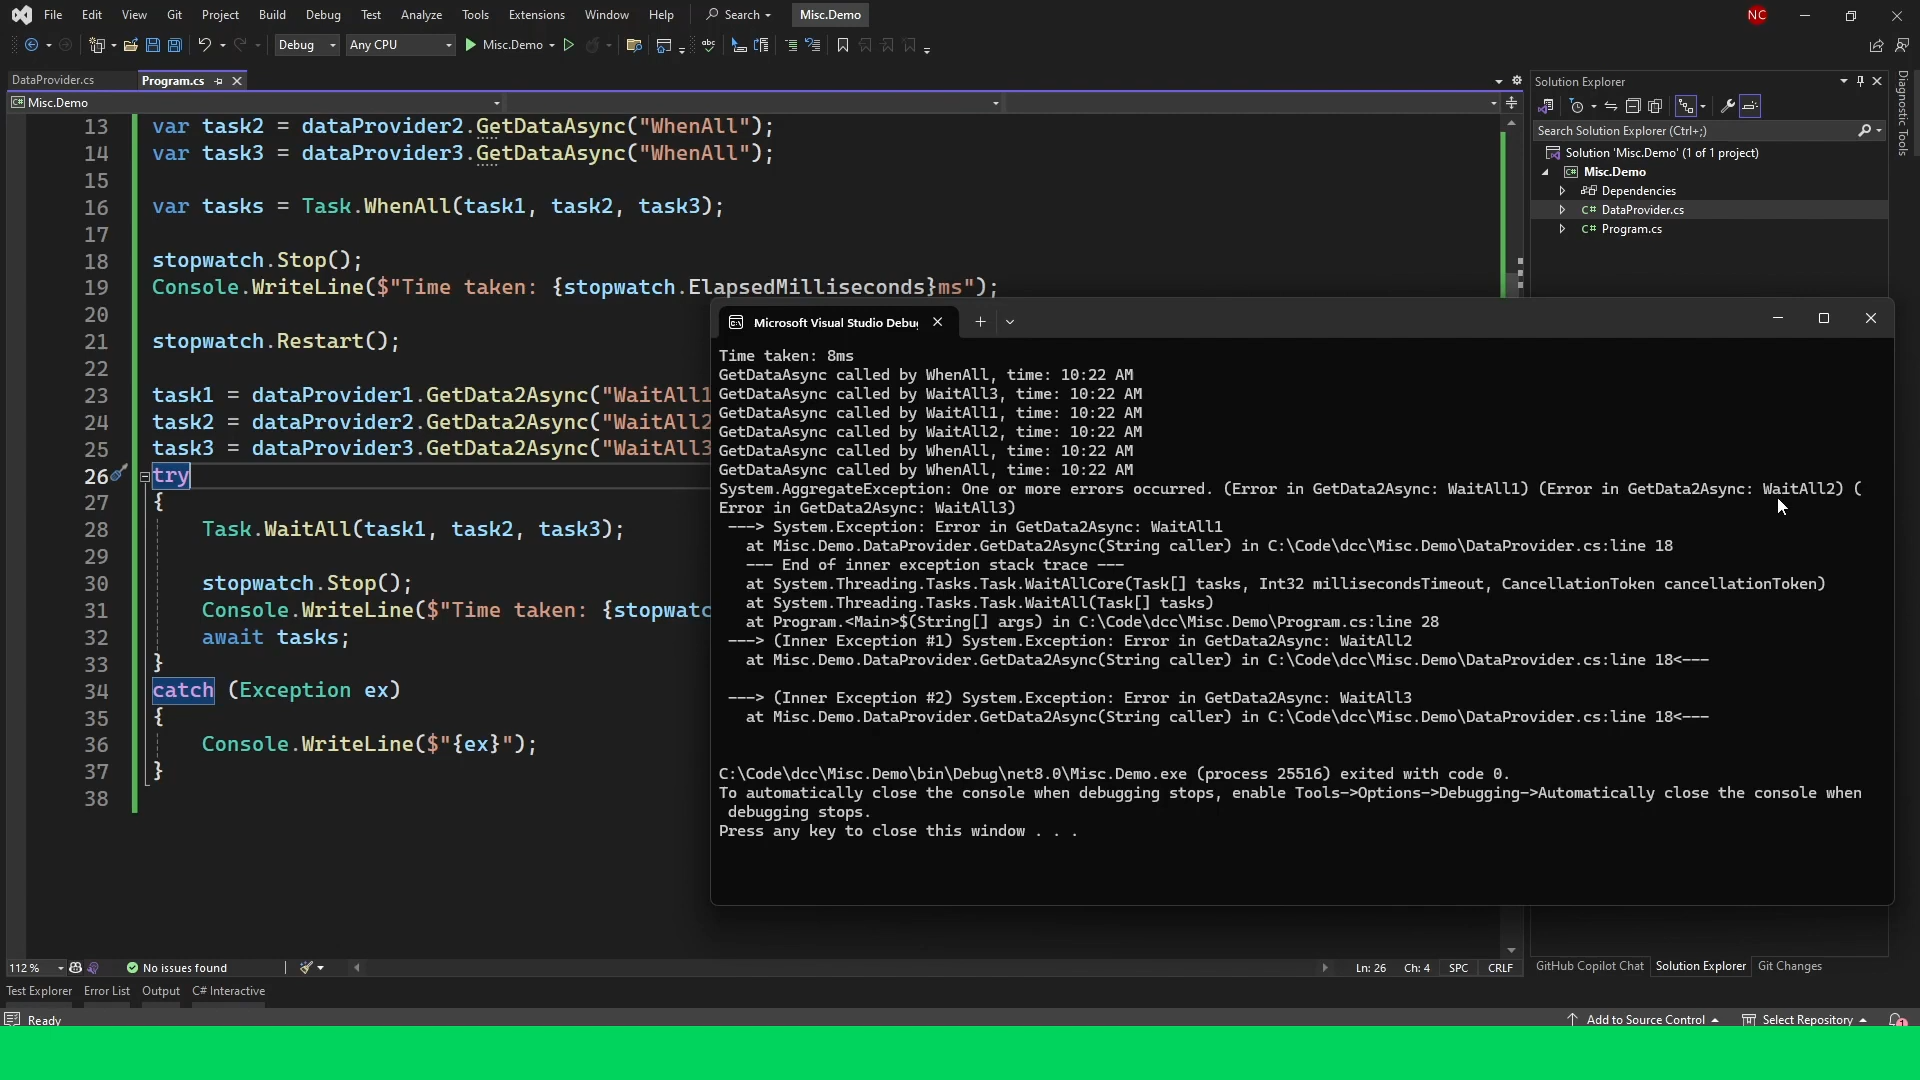 File Edit View Git Project Build Debug Test Analyze Tools Extensions Window Help Search Misc.Demo NC
Debug Any CPU Misc.Demo
DataProvider.cs Program.cs
C# Misc.Demo
13 var task2 = dataProvider2.GetDataAsync("WhenAll");
14 var task3 = dataProvider3.GetDataAsync("WhenAll");
15
16 var tasks = Task.WhenAll(task1, task2, task3);
17
18 stopwatch.Stop();
19 Console.WriteLine($"Time taken: {stopwatch.ElapsedMilliseconds}ms");
20
21 stopwatch.Restart();
22
23 task1 = dataProvider1.GetData2Async("WaitAll1
24 task2 = dataProvider2.GetData2Async("WaitAll2
25 task3 = dataProvider3.GetData2Async("WaitAll3
26 try
27 {
28 Task.WaitAll(task1, task2, task3);
29
30 stopwatch.Stop();
31 Console.WriteLine($"Time taken: {stopwatc
32 await tasks;
33 }
34 catch (Exception ex)
35 {
36 Console.WriteLine($"{ex}");
37 }
38
Microsoft Visual Studio Debug
Time taken: 8ms
GetDataAsync called by WhenAll, time: 10:22 AM
GetDataAsync called by WaitAll3, time: 10:22 AM
GetDataAsync called by WaitAll1, time: 10:22 AM
GetDataAsync called by WaitAll2, time: 10:22 AM
GetDataAsync called by WhenAll, time: 10:22 AM
GetDataAsync called by WhenAll, time: 10:22 AM
System.AggregateException: One or more errors occurred. (Error in GetData2Async: WaitAll1) (Error in GetData2Async: WaitAll2) (
Error in GetData2Async: WaitAll3)
---> System.Exception: Error in GetData2Async: WaitAll1
at Misc.Demo.DataProvider.GetData2Async(String caller) in C:\Code\dcc\Misc.Demo\DataProvider.cs:line 18
--- End of inner exception stack trace ---
at System.Threading.Tasks.Task.WaitAllCore(Task[] tasks, Int32 millisecondsTimeout, CancellationToken cancellationToken)
at System.Threading.Tasks.Task.WaitAll(Task[] tasks)
at Program.<Main>$(String[] args) in C:\Code\dcc\Misc.Demo\Program.cs:line 28
---> (Inner Exception #1) System.Exception: Error in GetData2Async: WaitAll2
at Misc.Demo.DataProvider.GetData2Async(String caller) in C:\Code\dcc\Misc.Demo\DataProvider.cs:line 18<---
---> (Inner Exception #2) System.Exception: Error in GetData2Async: WaitAll3
at Misc.Demo.DataProvider.GetData2Async(String caller) in C:\Code\dcc\Misc.Demo\DataProvider.cs:line 18<---
C:\Code\dcc\Misc.Demo\bin\Debug\net8.0\Misc.Demo.exe (process 25516) exited with code 0.
To automatically close the console when debugging stops, enable Tools->Options->Debugging->Automatically close the console when
debugging stops.
Press any key to close this window . . .
Solution Explorer
Search Solution Explorer (Ctrl+;)
Solution 'Misc.Demo' (1 of 1 project)
C# Misc.Demo
Dependencies
C# DataProvider.cs
C# Program.cs
Diagnostic Tools
112 % No issues found Ln: 26 Ch: 4 SPC CRLF
GitHub Copilot Chat Solution Explorer Git Changes
Test Explorer Error List Output C# Interactive
Ready Add to Source Control Select Repository 1